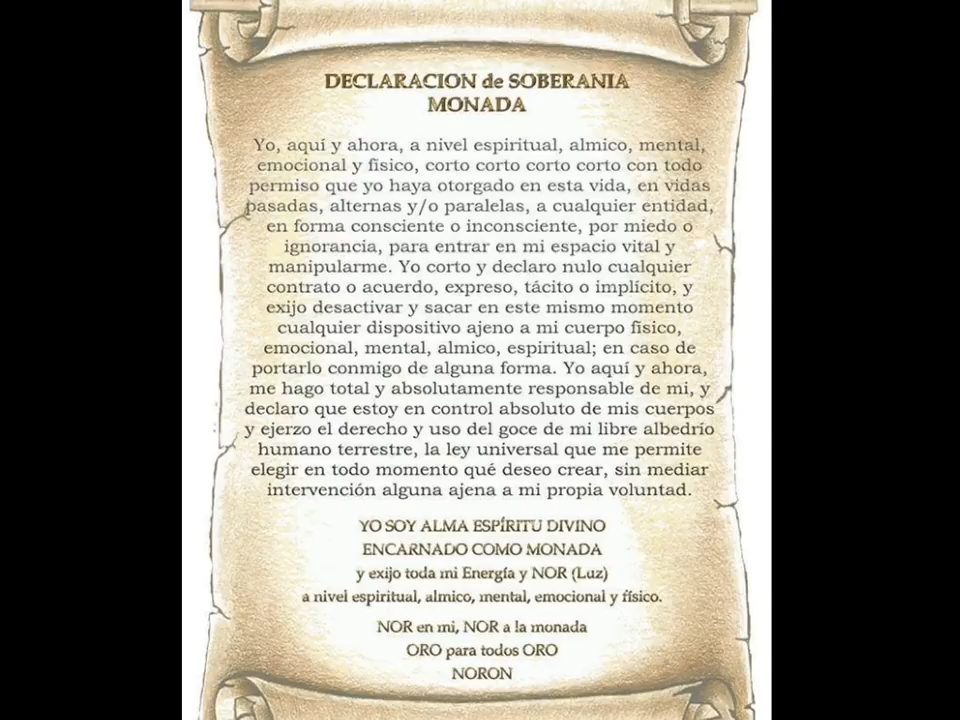 DECLARACION de SOBERANIA
MONADA
Yo, aquí y ahora, a nivel espiritual, almico, mental,
emocional y físico, corto corto corto corto con todo
permiso que yo haya otorgado en esta vida, en vidas
pasadas, alternas y/o paralelas, a cualquier entidad,
en forma consciente o inconsciente, por miedo o
ignorancia, para entrar en mi espacio vital y
manipularme. Yo corto y declaro nulo cualquier
contrato o acuerdo, expreso, tácito o implícito, y
exijo desactivar y sacar en este mismo momento
cualquier dispositivo ajeno a mi cuerpo físico,
emocional, mental, almico, espiritual; en caso de
portarlo conmigo de alguna forma. Yo aquí y ahora,
me hago total y absolutamente responsable de mi, y
declaro que estoy en control absoluto de mis cuerpos
y ejerzo el derecho y uso del goce de mi libre albedrío
humano terrestre, la ley universal que me permite
elegir en todo momento qué deseo crear, sin mediar
intervención alguna ajena a mi propia voluntad.
YO SOY ALMA ESPÍRITU DIVINO
ENCARNADO COMO MONADA
y exijo toda mi Energía y NOR (Luz)
a nivel espiritual, almico, mental, emocional y físico.
NOR en mi, NOR a la monada
ORO para todos ORO
NORON